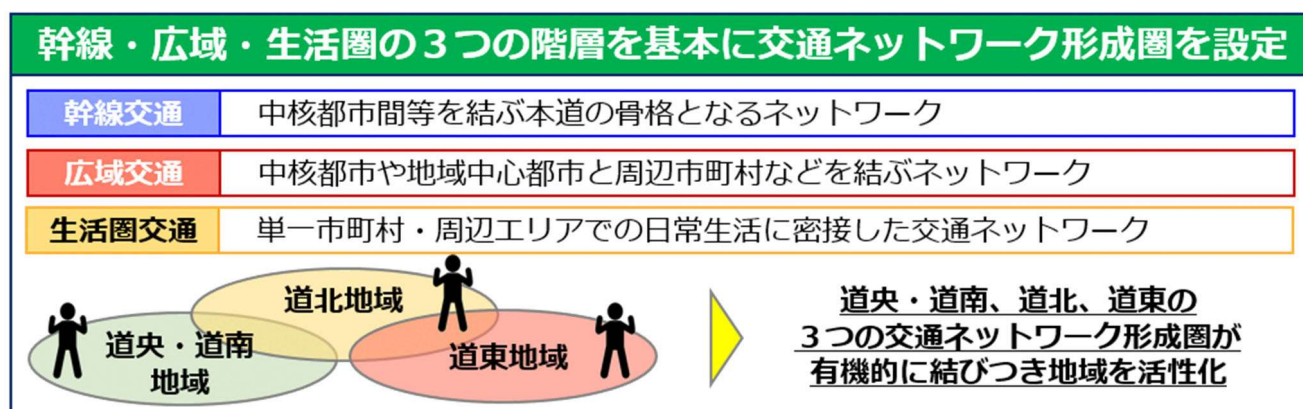 幹線・広域・生活圏の３つの階層を基本に交通ネットワーク形成圏を設定
幹線交通
中核都市間等を結ぶ本道の骨格となるネットワーク
広域交通
中核都市や地域中心都市と周辺市町村などを結ぶネットワーク
生活圏交通
単一市町村・周辺エリアでの日常生活に密接した交通ネットワーク
道北地域
道央・道南
地域
道東地域
道央・道南、道北、道東の
３つの交通ネットワーク形成圏が
有機的に結びつき地域を活性化